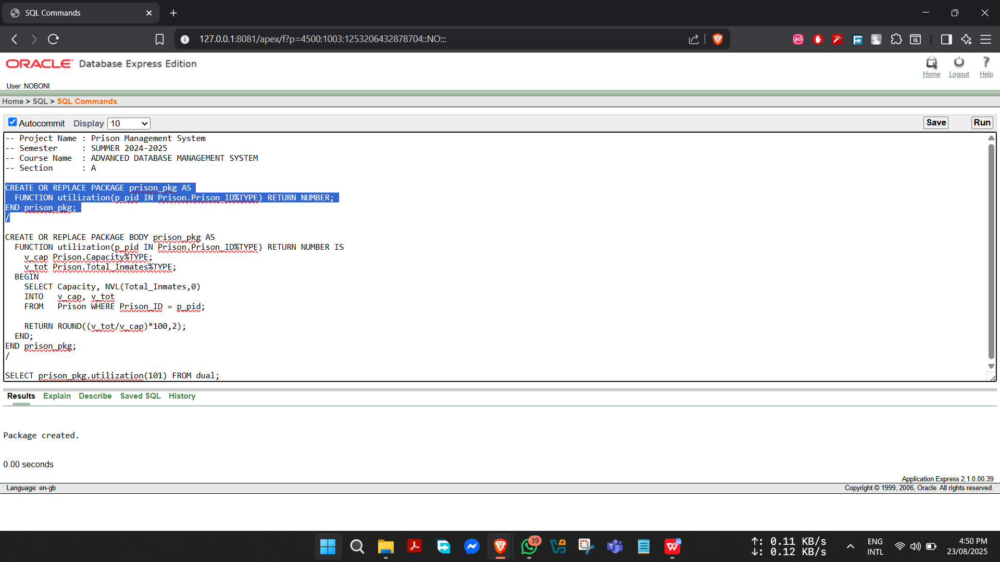 SQL Commands
127.0.0.1:8081/apex/f?p=4500:1003:1253206432878704::NO:::
ORACLE Database Express Edition
Home Logout Help
User: NOBONI
Home > SQL > SQL Commands
Autocommit Display 10 Save Run
-- Project Name : Prison Management System
-- Semester     : SUMMER 2024-2025
-- Course Name  : ADVANCED DATABASE MANAGEMENT SYSTEM
-- Section      : A
CREATE OR REPLACE PACKAGE prison_pkg AS
  FUNCTION utilization(p_pid IN Prison.Prison_ID%TYPE) RETURN NUMBER;
END prison_pkg;
/
CREATE OR REPLACE PACKAGE BODY prison_pkg AS
  FUNCTION utilization(p_pid IN Prison.Prison_ID%TYPE) RETURN NUMBER IS
    v_cap Prison.Capacity%TYPE;
    v_tot Prison.Total_Inmates%TYPE;
  BEGIN
    SELECT Capacity, NVL(Total_Inmates,0)
    INTO   v_cap, v_tot
    FROM   Prison WHERE Prison_ID = p_pid;
    RETURN ROUND((v_tot/v_cap)*100,2);
  END;
END prison_pkg;
/
SELECT prison_pkg.utilization(101) FROM dual;
Results Explain Describe Saved SQL History
Package created.
0.00 seconds
Application Express 2.1.0.00.39
Language: en-gb Copyright © 1999, 2006, Oracle. All rights reserved.
39
↑: 0.11 KB/s
↓: 0.12 KB/s
ENG
INTL
4:50 PM
23/08/2025